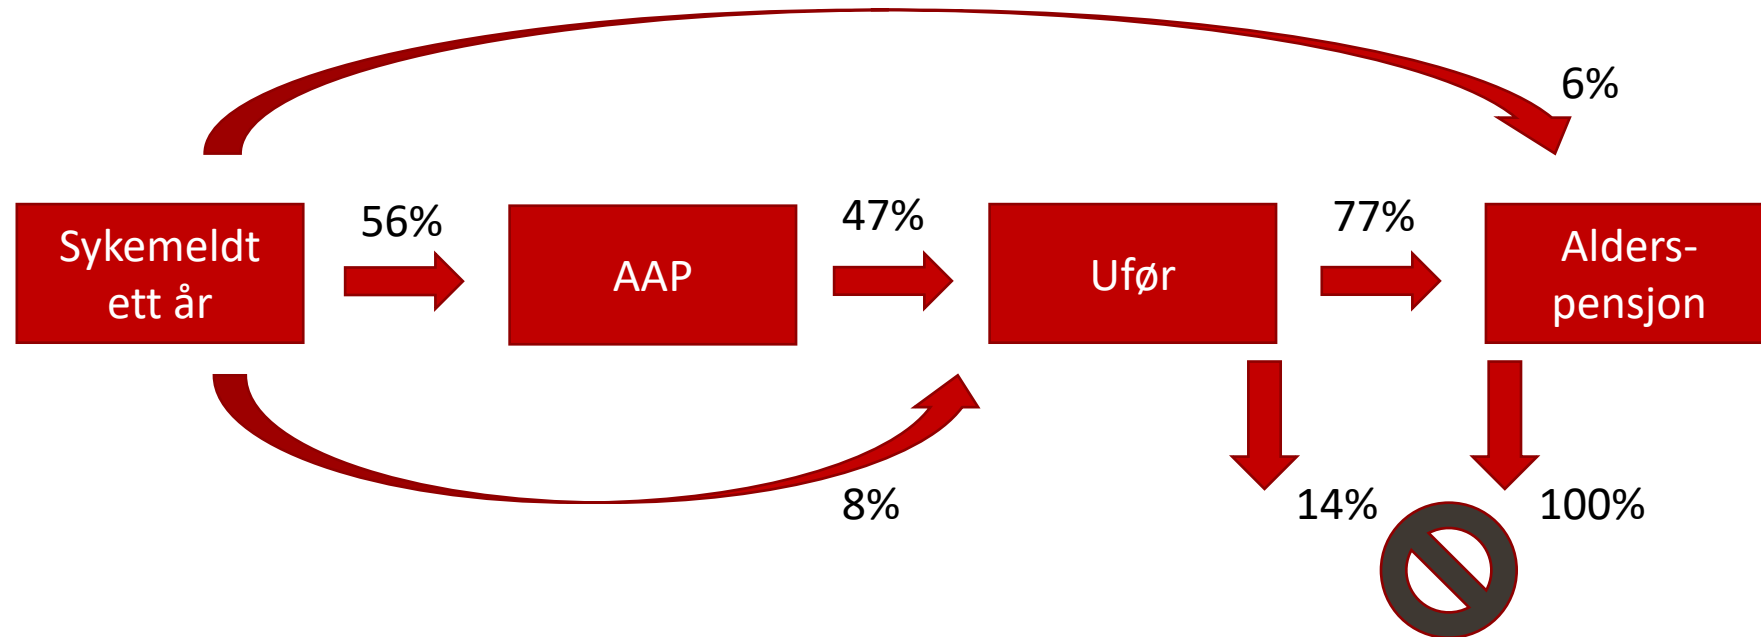 6%
Sykemeldt
ett år
56%
AAP
47%
Ufør
77%
Alders-
pensjon
8%
14%
100%